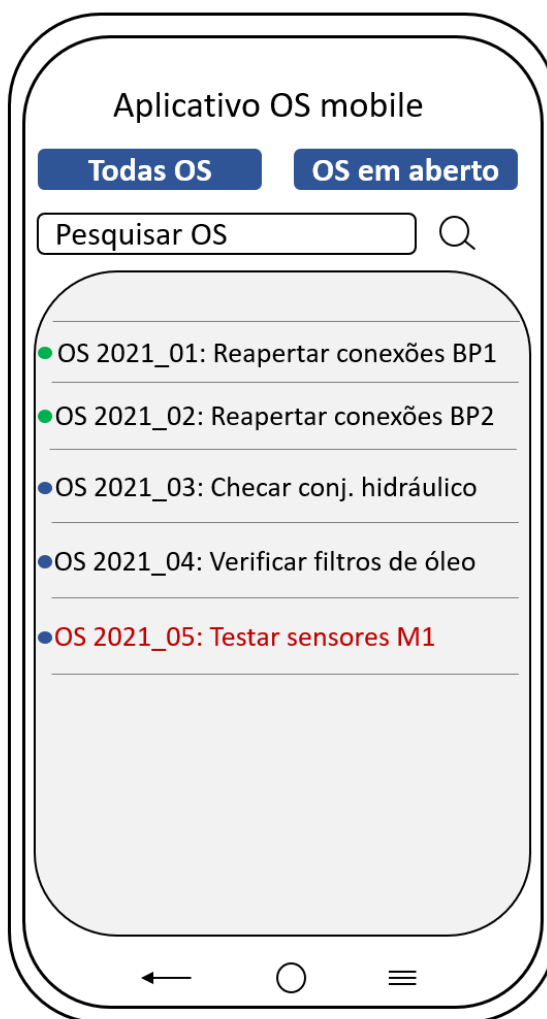 Aplicativo OS mobile
Todas OS
OS em aberto
Pesquisar OS
OS 2021_01: Reapertar conexões BP1
OS 2021_02: Reapertar conexões BP2
OS 2021_03: Checar conj. hidráulico
OS 2021_04: Verificar filtros de óleo
OS 2021_05: Testar sensores M1